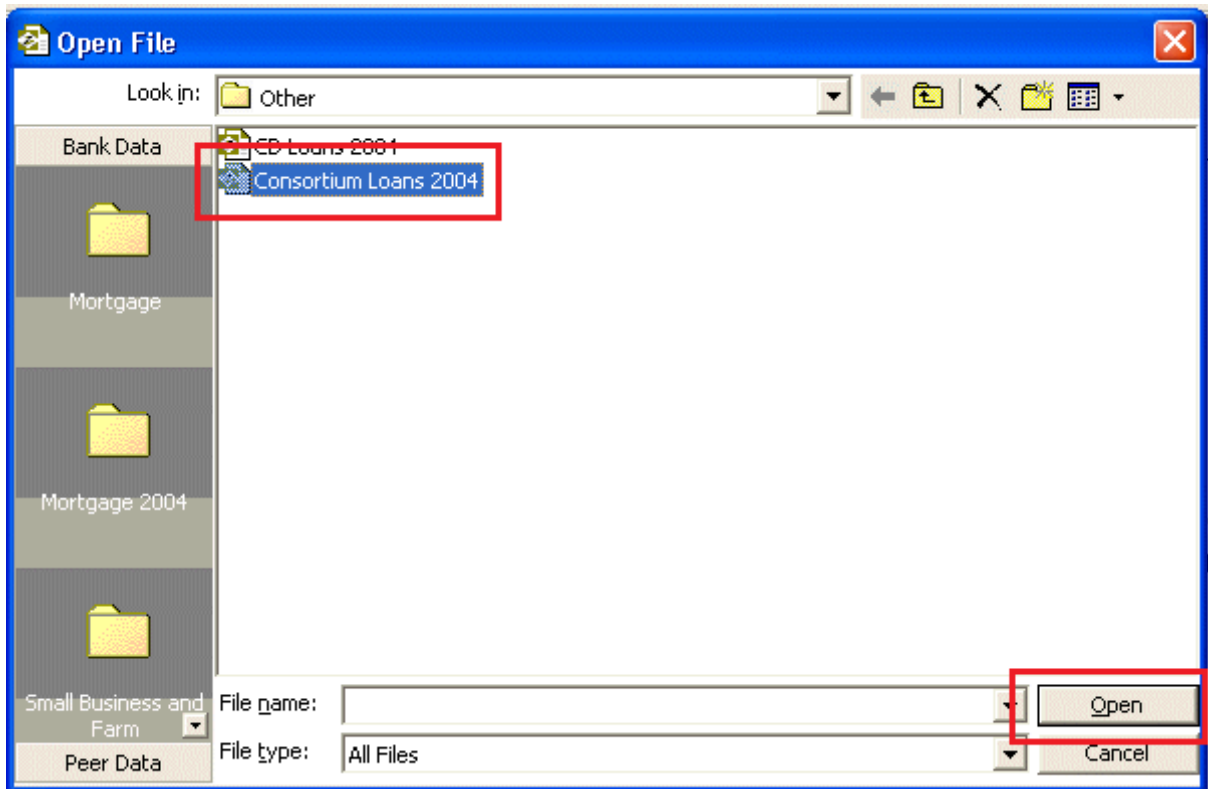 Open File
Look in: Other
Bank Data
CD Loans 2004
Consortium Loans 2004
Mortgage
Mortgage 2004
Small Business and
Farm
Peer Data
File name:
Open
File type: All Files
Cancel